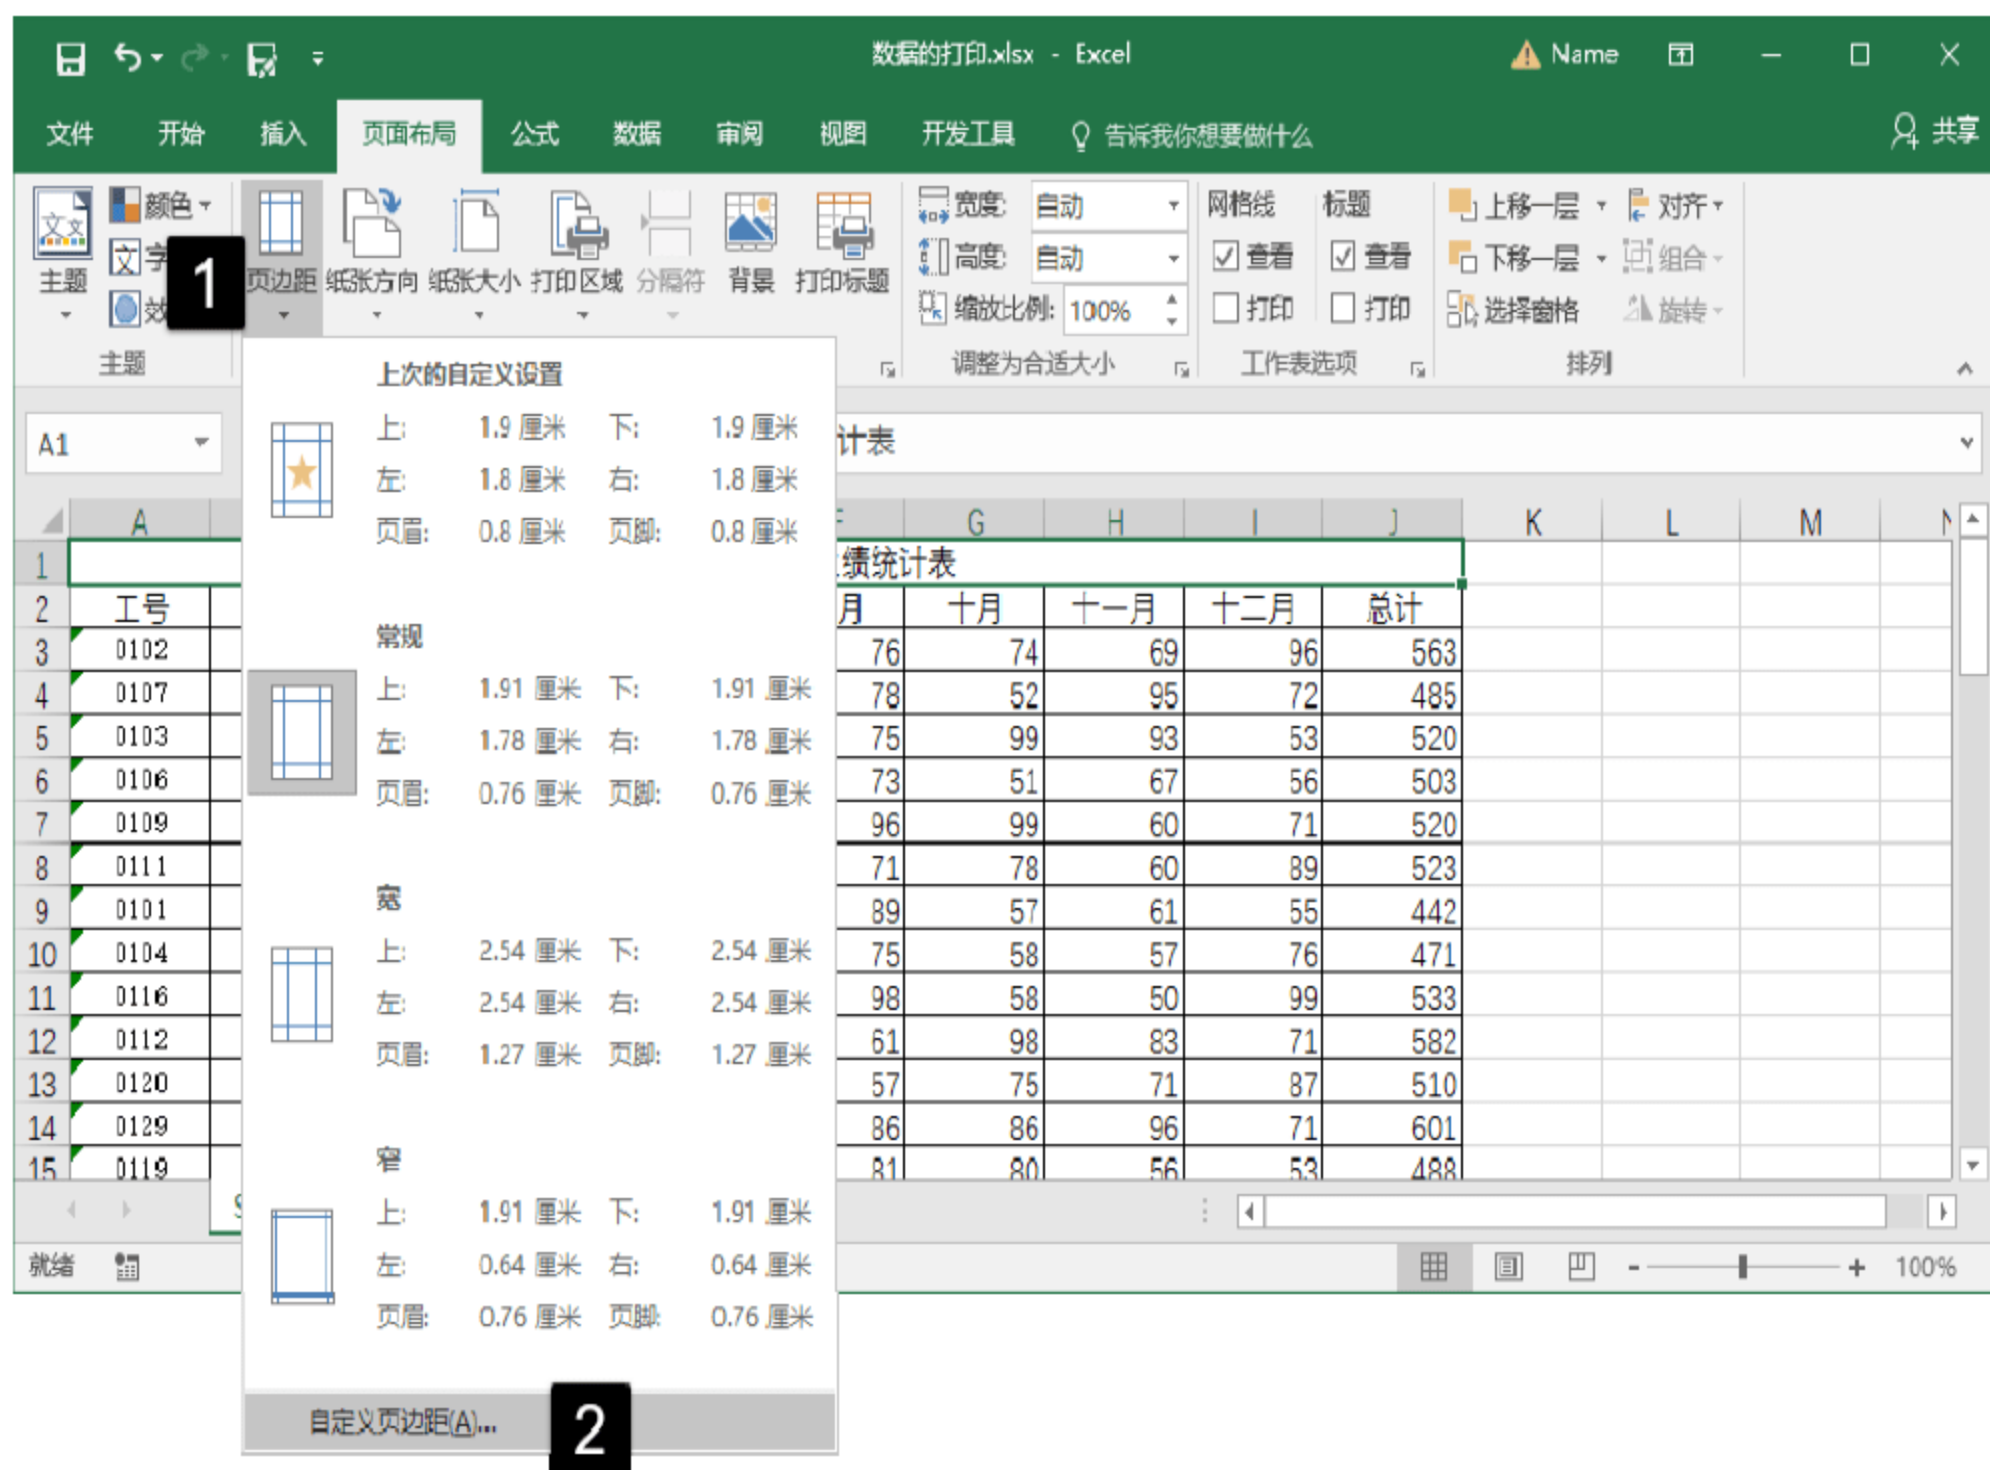 数据的打印.xlsx - Excel
Name
文件 开始 插入 页面布局 公式 数据 审阅 视图 开发工具 告诉我你想要做什么 共享
颜色 宽度: 自动 网格线 标题 上移一层 对齐
文 字 高度: 自动 查看 查看 下移一层 组合
主题 效 1 页边距 纸张方向 纸张大小 打印区域 分隔符 背景 打印标题 缩放比例: 100% 打印 打印 选择窗格 旋转
主题 调整为合适大小 工作表选项 排列
上次的自定义设置
上: 1.9 厘米 下: 1.9 厘米
左: 1.8 厘米 右: 1.8 厘米
页眉: 0.8 厘米 页脚: 0.8 厘米
常规
上: 1.91 厘米 下: 1.91 厘米
左: 1.78 厘米 右: 1.78 厘米
页眉: 0.76 厘米 页脚: 0.76 厘米
宽
上: 2.54 厘米 下: 2.54 厘米
左: 2.54 厘米 右: 2.54 厘米
页眉: 1.27 厘米 页脚: 1.27 厘米
窄
上: 1.91 厘米 下: 1.91 厘米
左: 0.64 厘米 右: 0.64 厘米
页眉: 0.76 厘米 页脚: 0.76 厘米
自定义页边距(A)... 2
A1 计表
A G H I J K L M
1 绩统计表
2 工号 月 十月 十一月 十二月 总计
3 0102 76 74 69 96 563
4 0107 78 52 95 72 485
5 0103 75 99 93 53 520
6 0106 73 51 67 56 503
7 0109 96 99 60 71 520
8 0111 71 78 60 89 523
9 0101 89 57 61 55 442
10 0104 75 58 57 76 471
11 0116 98 58 50 99 533
12 0112 61 98 83 71 582
13 0120 57 75 71 87 510
14 0129 86 86 96 71 601
15 0119 81 80 56 53 488
就绪 100%